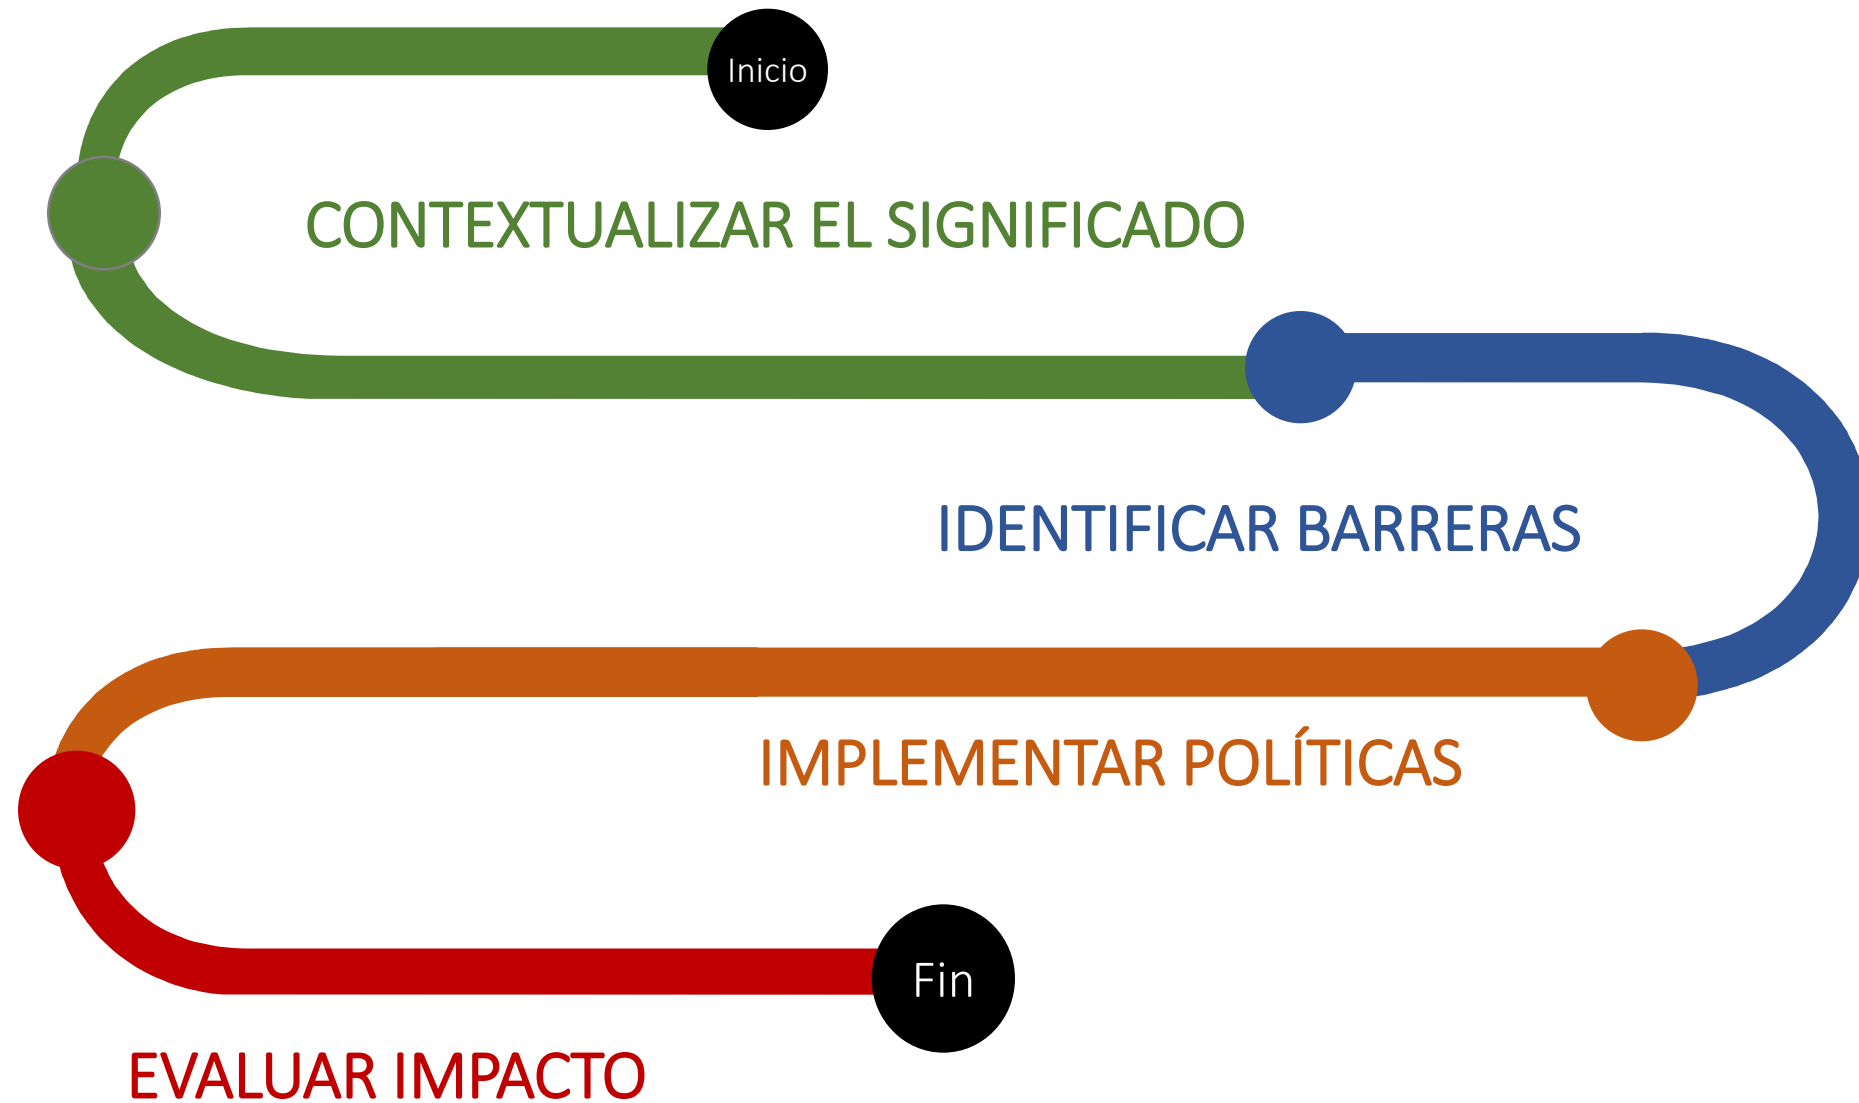 Inicio
CONTEXTUALIZAR EL SIGNIFICADO
IDENTIFICAR BARRERAS
IMPLEMENTAR POLÍTICAS
Fin
EVALUAR IMPACTO